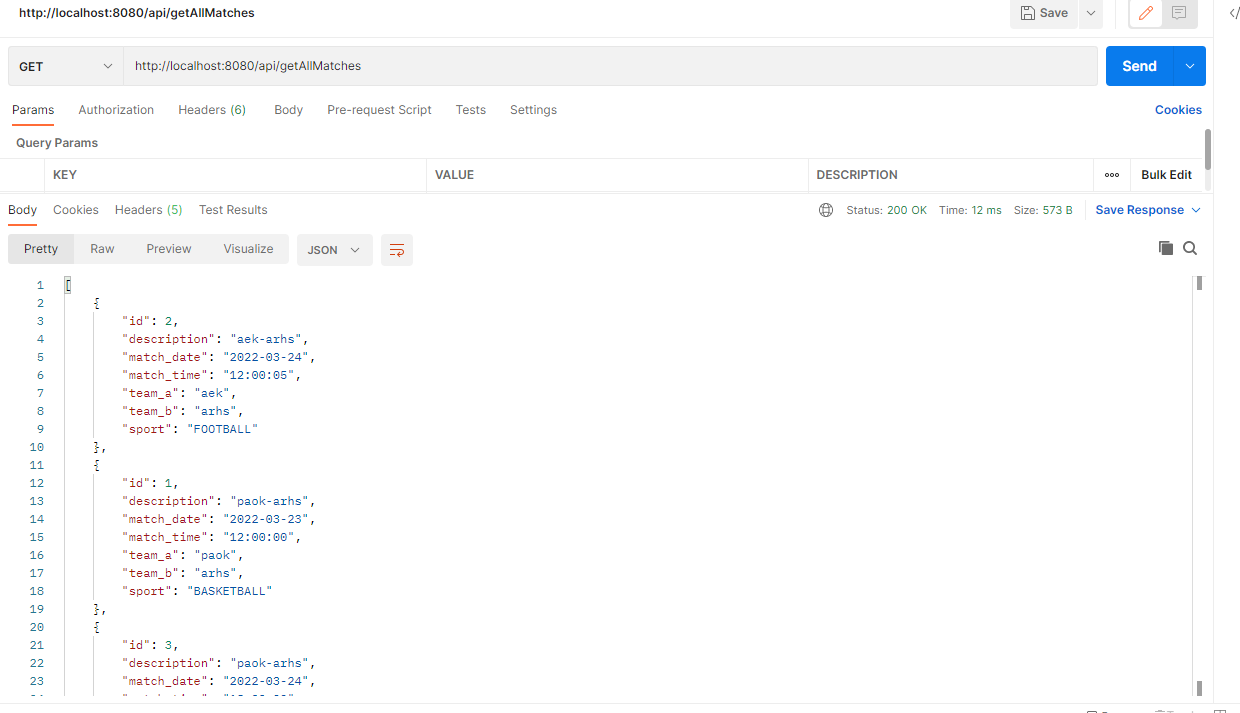 http://localhost:8080/api/getAllMatches Save
GET http://localhost:8080/api/getAllMatches Send
Params Authorization Headers (6) Body Pre-request Script Tests Settings Cookies
Query Params
KEY VALUE DESCRIPTION ooo Bulk Edit
Body Cookies Headers (5) Test Results Status: 200 OK Time: 12 ms Size: 573 B Save Response
Pretty Raw Preview Visualize JSON
1 [
2 {
3 "id": 2,
4 "description": "aek-arhs",
5 "match_date": "2022-03-24",
6 "match_time": "12:00:05",
7 "team_a": "aek",
8 "team_b": "arhs",
9 "sport": "FOOTBALL"
10 },
11 {
12 "id": 1,
13 "description": "paok-arhs",
14 "match_date": "2022-03-23",
15 "match_time": "12:00:00",
16 "team_a": "paok",
17 "team_b": "arhs",
18 "sport": "BASKETBALL"
19 },
20 {
21 "id": 3,
22 "description": "paok-arhs",
23 "match_date": "2022-03-24",